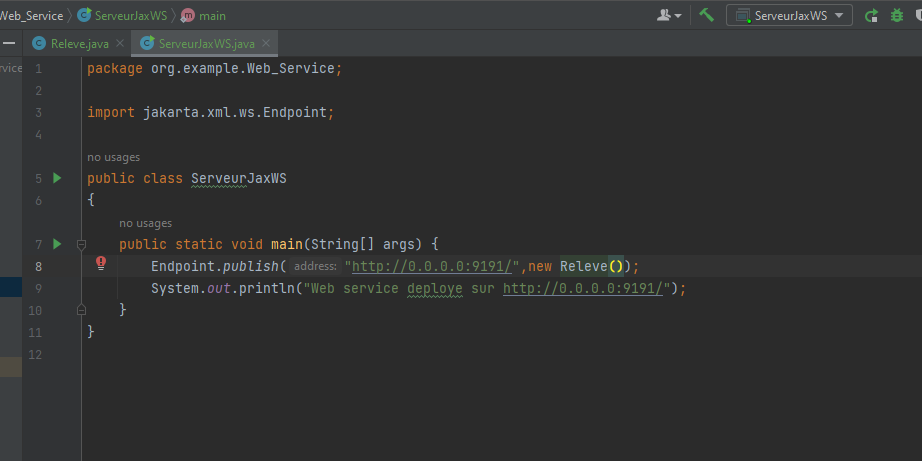 Web_Service ServeurJaxWS main ServeurJaxWS
Releve.java ServeurJaxWS.java
rvice
1 package org.example.Web_Service;
2
3 import jakarta.xml.ws.Endpoint;
4
no usages
5 public class ServeurJaxWS
6 {
no usages
7 public static void main(String[] args) {
8 Endpoint.publish( address: "http://0.0.0.0:9191/",new Releve());
9 System.out.println("Web service deploye sur http://0.0.0.0:9191/");
10 }
11 }
12